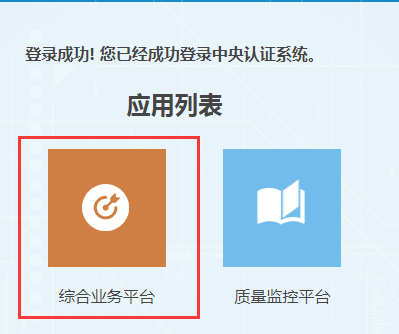 登录成功! 您已经成功登录中央认证系统。
应用列表
综合业务平台
质量监控平台